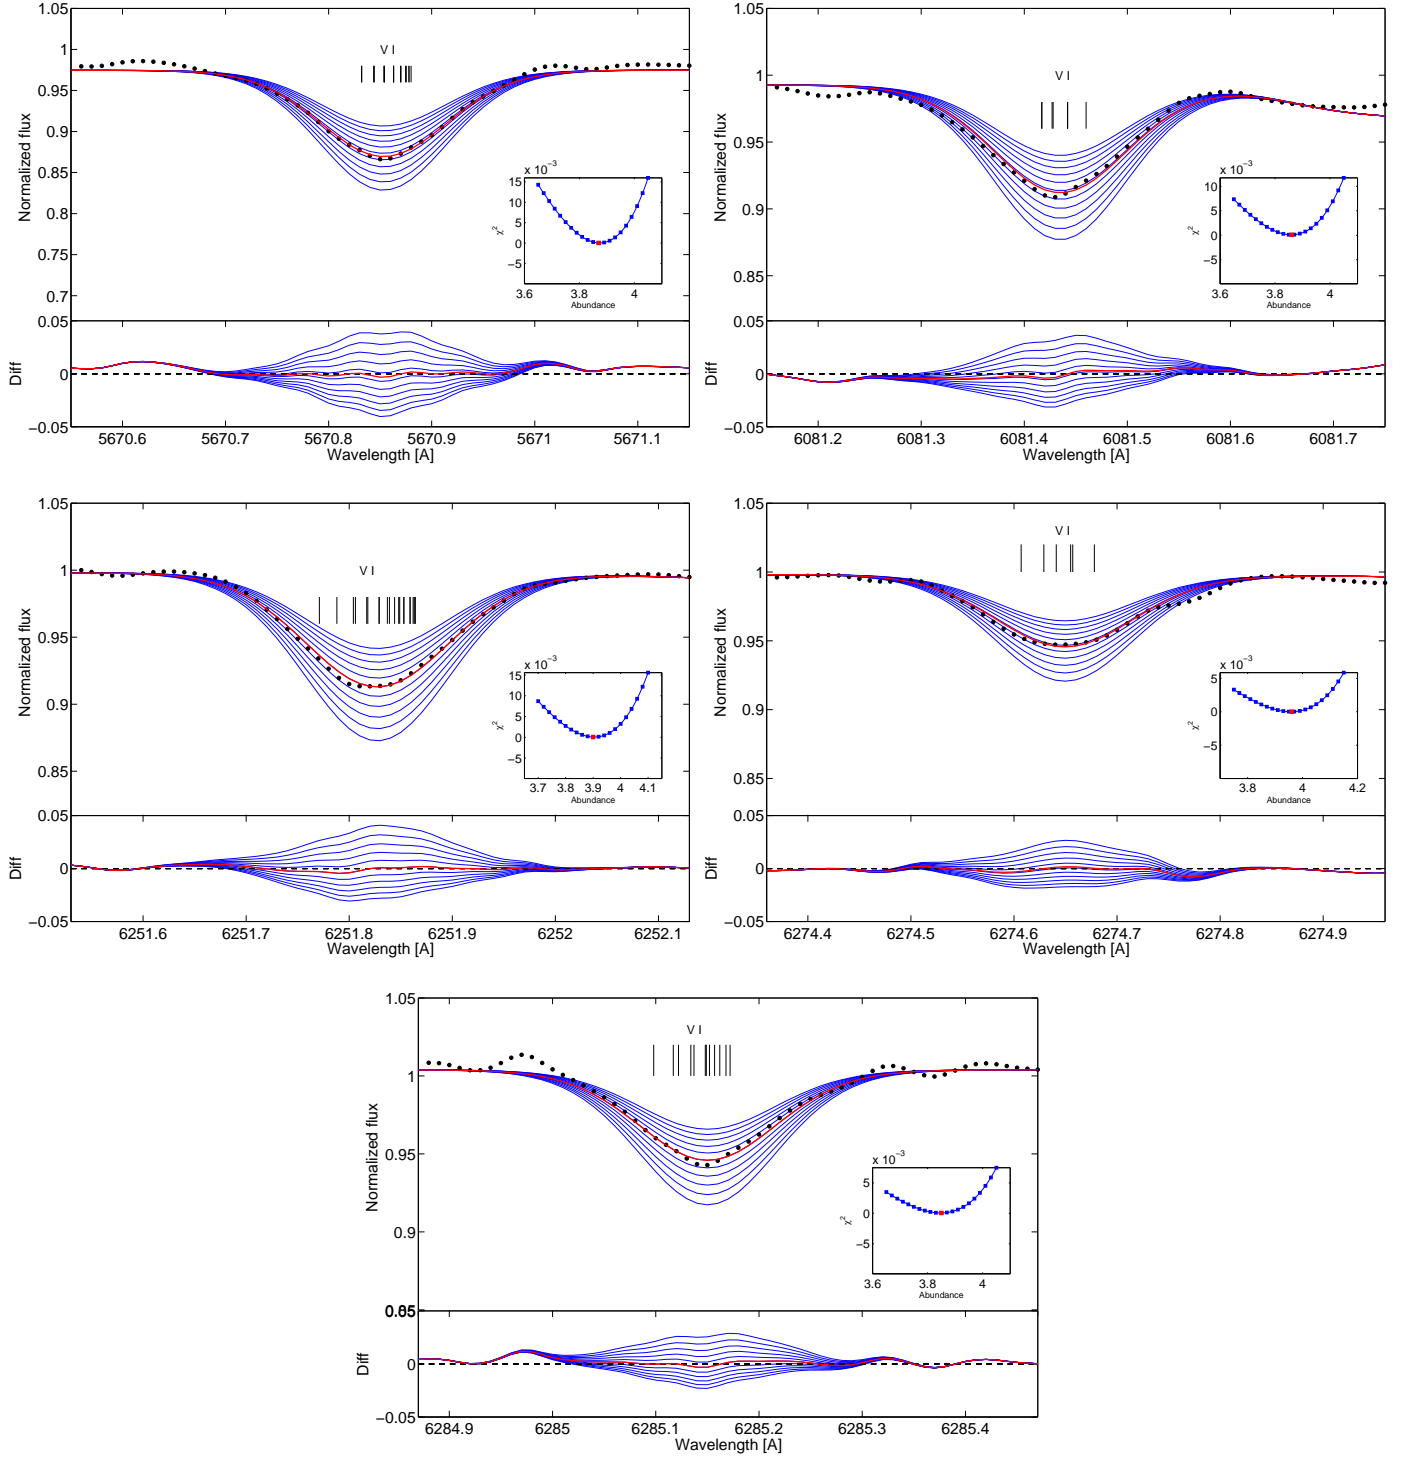 1
0.95
0.9
0.85
0.8
0.75
0.7
Normalized flux
V I
x 10−3
15
10
5
0
−5
χ2
3.6 3.8 4
Abundance
0.05
0
−0.05
Diff
5670.6 5670.7 5670.8 5670.9 5671 5671.1
Wavelength [A]
1.05
1
0.95
0.9
0.85
Normalized flux
V I
x 10−3
10
5
0
−5
χ2
3.6 3.8 4
Abundance
0.05
0
−0.05
Diff
6081.2 6081.3 6081.4 6081.5 6081.6 6081.7
Wavelength [A]
1.05
1
0.95
0.9
0.85
Normalized flux
V I
x 10−3
15
10
5
0
−5
χ2
3.7 3.8 3.9 4 4.1
Abundance
0.05
0
−0.05
Diff
6251.6 6251.7 6251.8 6251.9 6252 6252.1
Wavelength [A]
1.05
1
0.95
0.9
0.85
Normalized flux
V I
x 10−3
5
0
−5
χ2
3.8 4 4.2
Abundance
0.05
0
−0.05
Diff
6274.4 6274.5 6274.6 6274.7 6274.8 6274.9
Wavelength [A]
1.05
1
0.95
0.9
0.85
Normalized flux
V I
x 10−3
5
0
−5
χ2
3.6 3.8 4
Abundance
0.05
0
−0.05
Diff
6284.9 6285 6285.1 6285.2 6285.3 6285.4
Wavelength [A]